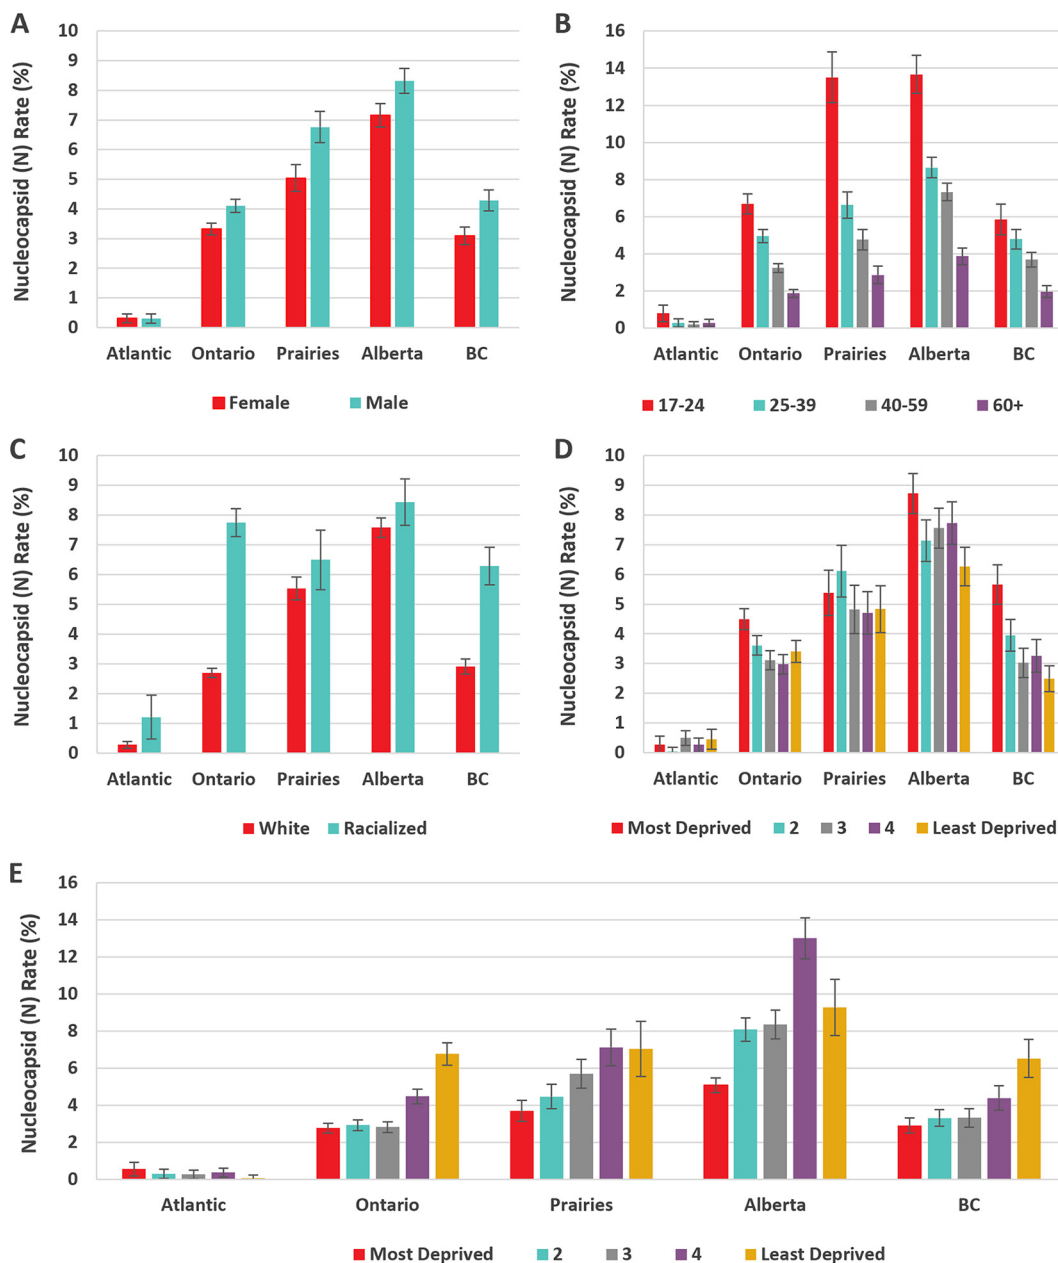 A
Nucleocapsid (N) Rate (%)
10
9
8
7
6
5
4
3
2
1
0
Atlantic Ontario Prairies Alberta BC
Female Male
B
Nucleocapsid (N) Rate (%)
16
14
12
10
8
6
4
2
0
Atlantic Ontario Prairies Alberta BC
17-24 25-39 40-59 60+
C
Nucleocapsid (N) Rate (%)
10
9
8
7
6
5
4
3
2
1
0
Atlantic Ontario Prairies Alberta BC
White Racialized
D
Nucleocapsid (N) Rate (%)
10
9
8
7
6
5
4
3
2
1
0
Atlantic Ontario Prairies Alberta BC
Most Deprived 2 3 4 Least Deprived
E
Nucleocapsid (N) Rate (%)
16
14
12
10
8
6
4
2
0
Atlantic Ontario Prairies Alberta BC
Most Deprived 2 3 4 Least Deprived